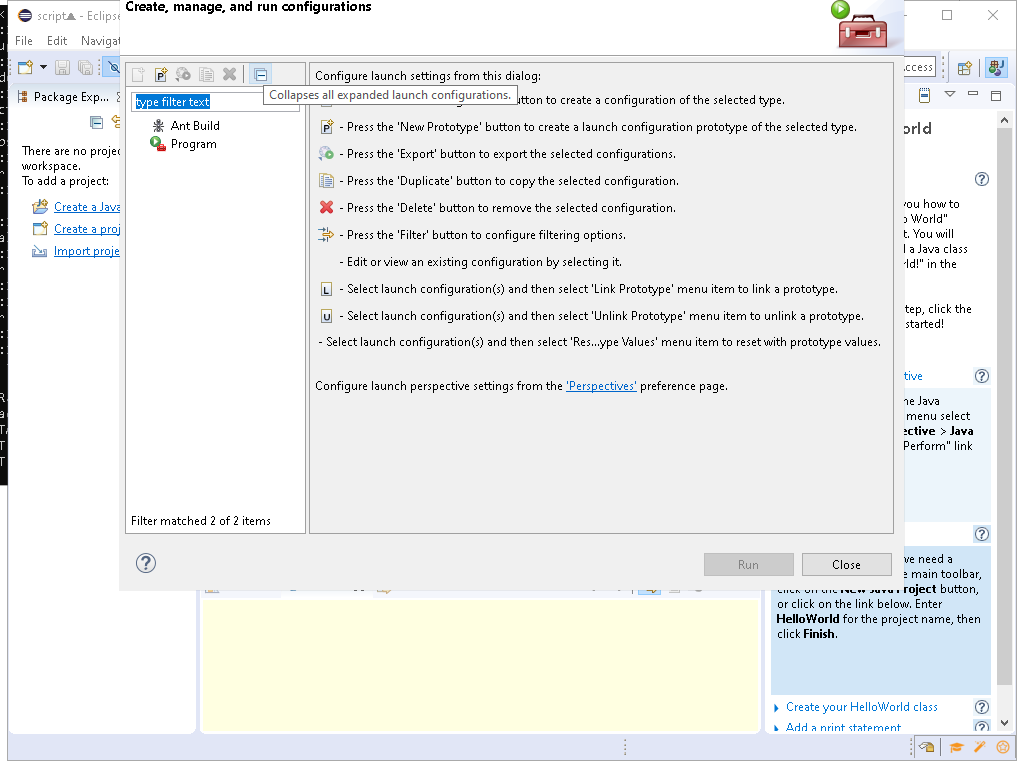 Create, manage, and run configurations
script - Eclipse
File Edit Navigat
ccess
Package Exp...
Configure launch settings from this dialog:
Collapses all expanded launch configurations.
type filter text
utton to create a configuration of the selected type.
Ant Build
Program
P - Press the 'New Prototype' button to create a launch configuration prototype of the selected type.
- Press the 'Export' button to export the selected configurations.
- Press the 'Duplicate' button to copy the selected configuration.
- Press the 'Delete' button to remove the selected configuration.
- Press the 'Filter' button to configure filtering options.
- Edit or view an existing configuration by selecting it.
L - Select launch configuration(s) and then select 'Link Prototype' menu item to link a prototype.
U - Select launch configuration(s) and then select 'Unlink Prototype' menu item to unlink a prototype.
- Select launch configuration(s) and then select 'Res...ype Values' menu item to reset with prototype values.
Configure launch perspective settings from the 'Perspectives' preference page.
Filter matched 2 of 2 items
Run
Close
There are no projec
workspace.
To add a project:
Create a Java
Create a proj
Import proje
orld
you how to
o World"
t. You will
l a Java class
rld!" in the
tep, click the
started!
tive
he Java
menu select
ective > Java
Perform" link
ve need a
e main toolbar,
click on the New Java Project button,
or click on the link below. Enter
HelloWorld for the project name, then
click Finish.
Create your HelloWorld class
Add a print statement